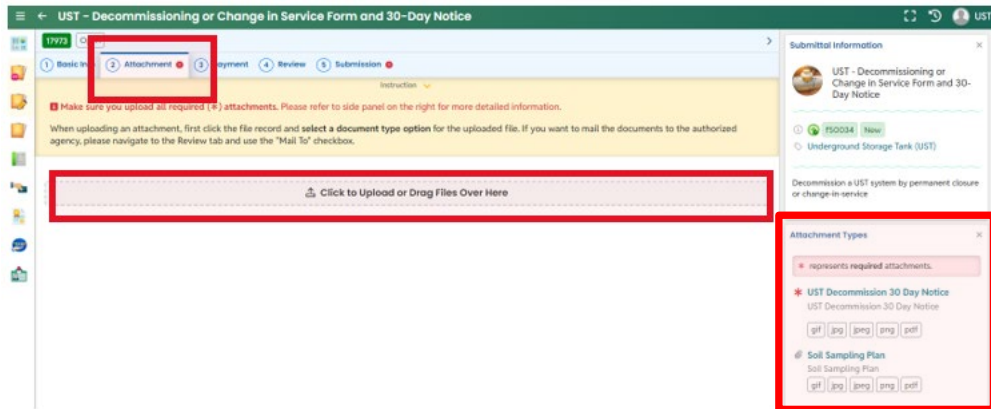 UST - Decommissioning or Change in Service Form and 30-Day Notice
UST
17973
1 Basic In 2 Attachment 3 ayment 4 Review 5 Submission
Instruction
Make sure you upload all required (*) attachments. Please refer to side panel on the right for more detailed information.
When uploading an attachment, first click the file record and select a document type option for the uploaded file. If you want to mail the documents to the authorized
agency, please navigate to the Review tab and use the "Mail To" checkbox.
Click to Upload or Drag Files Over Here
Submittal Information
UST - Decommissioning or
Change in Service Form and 30-
Day Notice
FS0034 New
Underground Storage Tank (UST)
Decommission a UST system by permanent closure
or change-in-service
Attachment Types
* represents required attachments.
* UST Decommission 30 Day Notice
UST Decommission 30 Day Notice
gif jpg jpeg png pdf
Soil Sampling Plan
Soil Sampling Plan
gif jpg jpeg png pdf